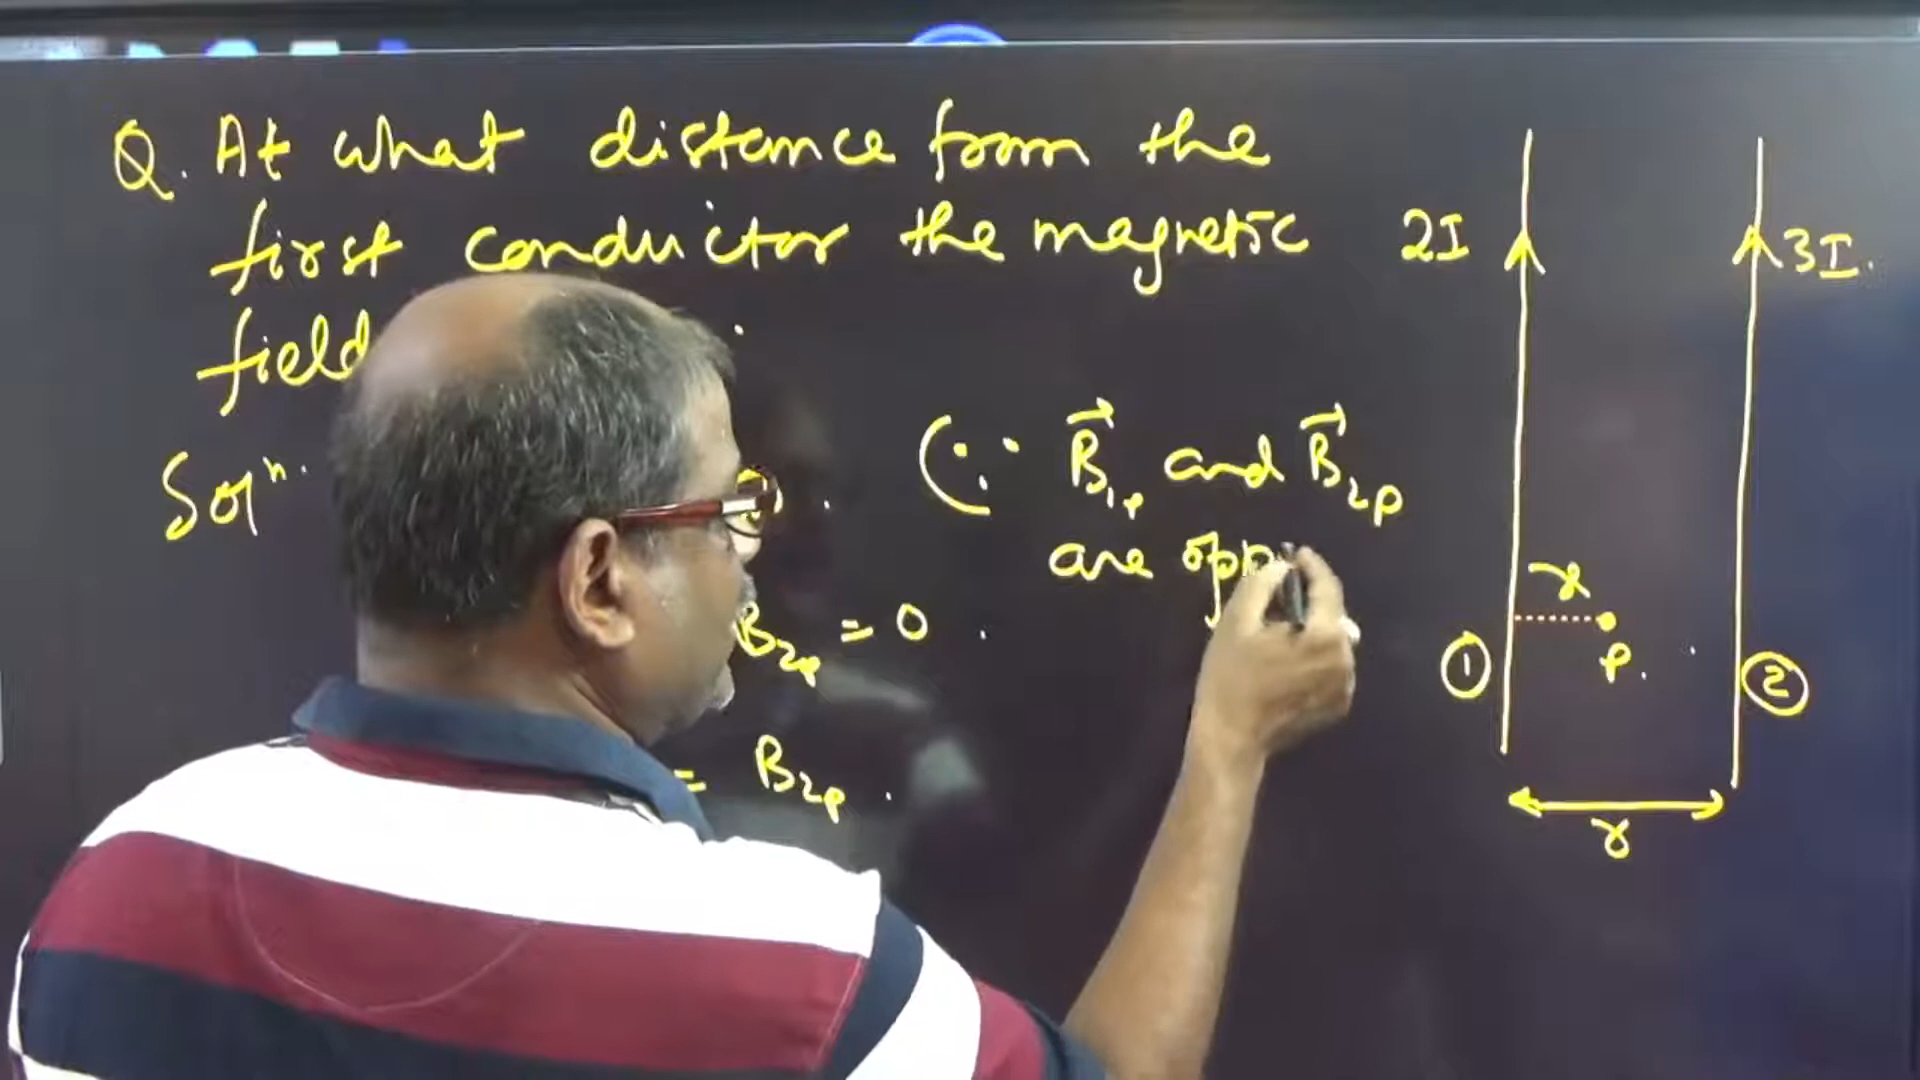 Q. At what distance from the
first conductor the magnetic
field
Solⁿ.
(∵ B⃗₁ₚ and B⃗₂ₚ
are opp
B₂ₚ = 0 .
= B₂ₚ .
2I
3I.
x
P.
①
②
r